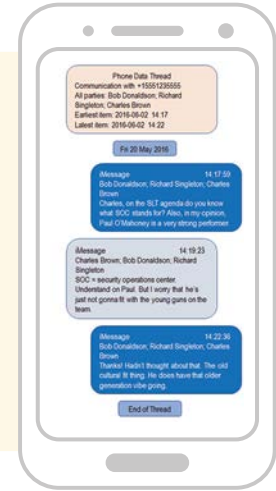 Phone Data Thread
Communication with +15551235555
All parties: Bob Donaldson; Richard
Singleton; Charles Brown
Earliest item: 2016-06-02 14:17
Latest item: 2016-06-02 14:22
Fri 20 May 2016
iMessage 14:17:59
Bob Donaldson; Richard Singleton; Charles
Brown
Charles, on the SLT agenda do you know
what SOC stands for? Also, in my opinion,
Paul O'Mahoney is a very strong performer
iMessage 14:19:23
Charles Brown; Bob Donaldson; Richard
Singleton
SOC = security operations center.
Understand on Paul. But I worry that he's
just not gonna fit with the young guns on the
team.
iMessage 14:22:36
Bob Donaldson; Richard Singleton; Charles
Brown
Thanks! Hadn't thought about that. The old
cultural fit thing. He does have that older
generation vibe going.
End of Thread